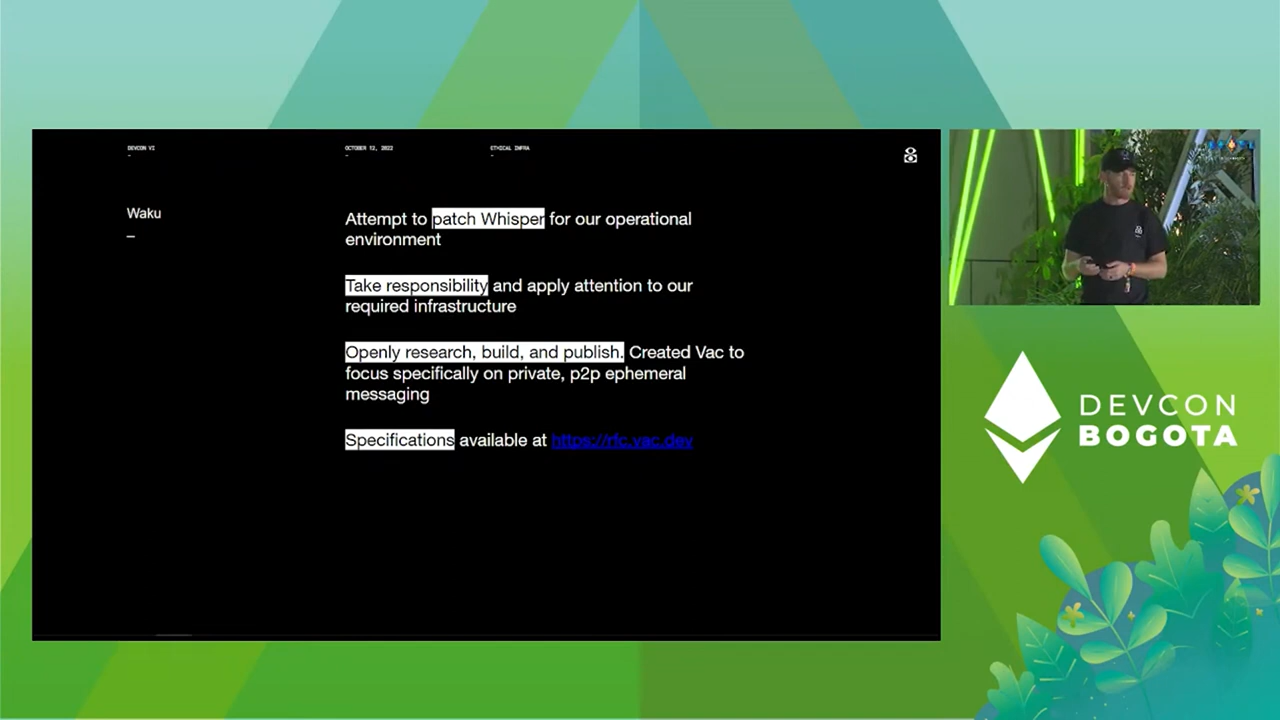 DEVCON VI
OCTOBER 12, 2022
ETHICAL INFRA
Waku
Attempt to patch Whisper for our operational
environment
Take responsibility and apply attention to our
required infrastructure
Openly research, build, and publish. Created Vac to
focus specifically on private, p2p ephemeral
messaging
Specifications available at https://rfc.vac.dev
DEVCON
BOGOTA